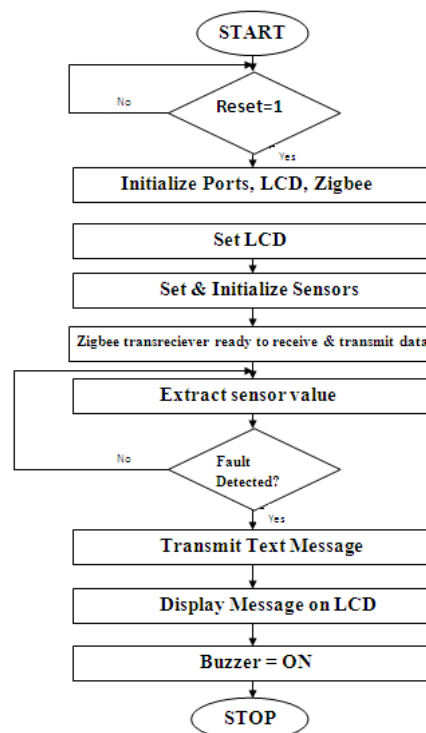 START
Reset=1
No
Yes
Initialize Ports, LCD, Zigbee
Set LCD
Set & Initialize Sensors
Zigbee transreciever ready to receive & transmit data
Extract sensor value
No
Fault
Detected?
Yes
Transmit Text Message
Display Message on LCD
Buzzer = ON
STOP